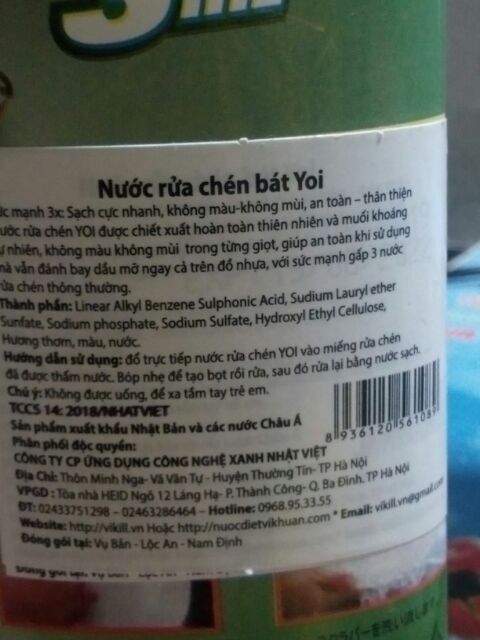 Nước rửa chén bát Yoi
mạnh 3x: Sạch cực nhanh, không màu-không mùi, an toàn – thân thiện
rửa chén YOI được chiết xuất hoàn toàn thiên nhiên và muối khoáng
nhiên, không màu không mùi trong từng giọt, giúp an toàn khi sử dụng
mà vẫn đánh bay dầu mỡ ngay cả trên đồ nhựa, với sức mạnh gấp 3 nước
rửa chén thông thường.
Thành phần: Linear Alkyl Benzene Sulphonic Acid, Sudium Lauryl ether
Sunfate, Sodium phosphate, Sodium Sulfate, Hydroxyl Ethyl Cellulose,
Hương thơm, màu, nước.
Hướng dẫn sử dụng: đổ trực tiếp nước rửa chén YOI vào miếng rửa chén
đã được thấm nước. Bóp nhẹ để tạo bọt rồi rửa, sau đó rửa lại bằng nước sạch.
Chú ý: Không được uống, để xa tầm tay trẻ em.
TCCS 14: 2018/NHATVIET
Sản phẩm xuất khẩu Nhật Bản và các nước Châu Á
8 936120 561089
Phân phối độc quyền:
CÔNG TY CP ỨNG DỤNG CÔNG NGHỆ XANH NHẬT VIỆT
Địa Chỉ: Thôn Minh Nga- Vã Văn Tự - Huyện Thường Tín- TP Hà Nội
VPGD : Tòa nhà HEID Ngõ 12 Láng Hạ- P. Thành Công- Q. Ba Đình. TP Hà Nội
ĐT: 02433751298 – 02463286464 – Hotline: 0968.95.33.55
Website: http://vikill.vn Hoặc http://nuocdietvikhuan.com * Email: vikill.vn@gmail.com
Đóng gói tại: Vụ Bản - Lộc An - Nam Định